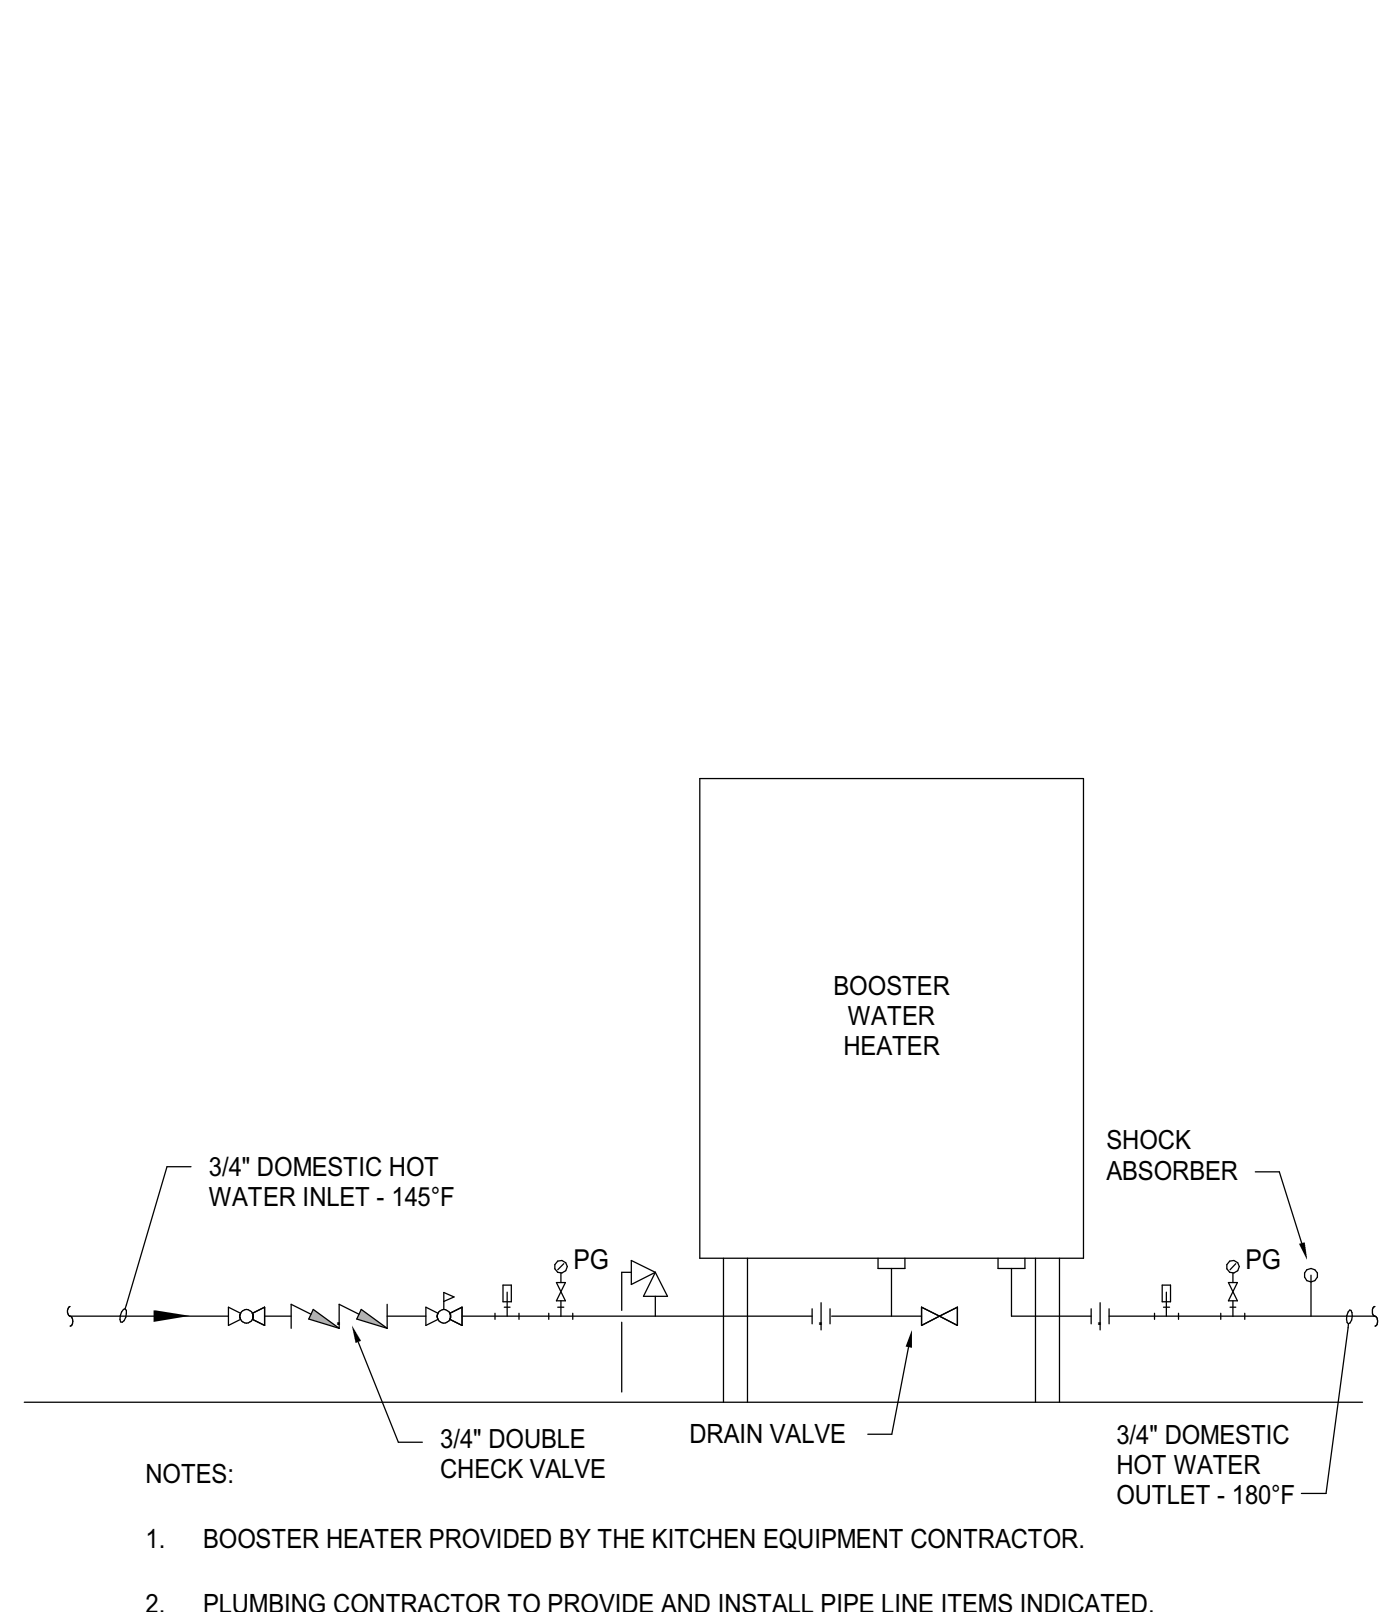 BOOSTER
WATER
HEATER
SHOCK
ABSORBER
3/4" DOMESTIC HOT
WATER INLET - 145°F
PG
PG
3/4" DOUBLE
CHECK VALVE
DRAIN VALVE
3/4" DOMESTIC
HOT WATER
OUTLET - 180°F
NOTES:
1. BOOSTER HEATER PROVIDED BY THE KITCHEN EQUIPMENT CONTRACTOR.
2. PLUMBING CONTRACTOR TO PROVIDE AND INSTALL PIPE LINE ITEMS INDICATED.